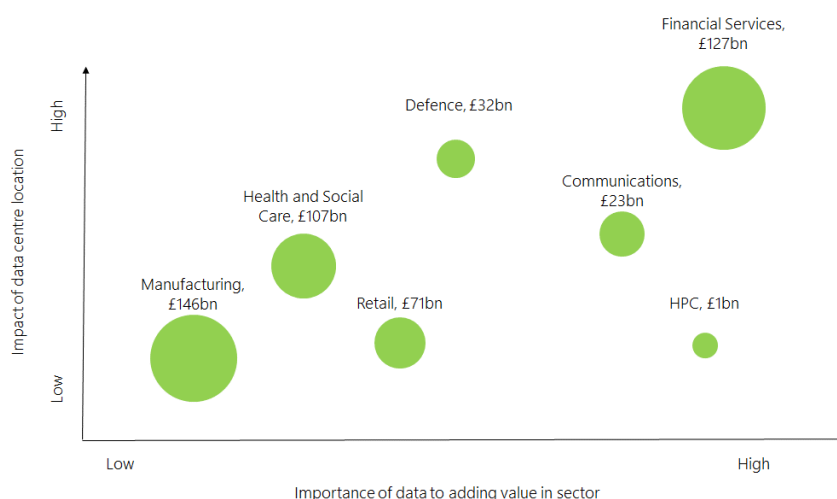 Financial Services,
£127bn
Defence, £32bn
Communications,
£23bn
Health and Social
Care, £107bn
Manufacturing,
£146bn
Retail, £71bn
HPC, £1bn
High
Impact of data centre location
Low
Low
High
Importance of data to adding value in sector